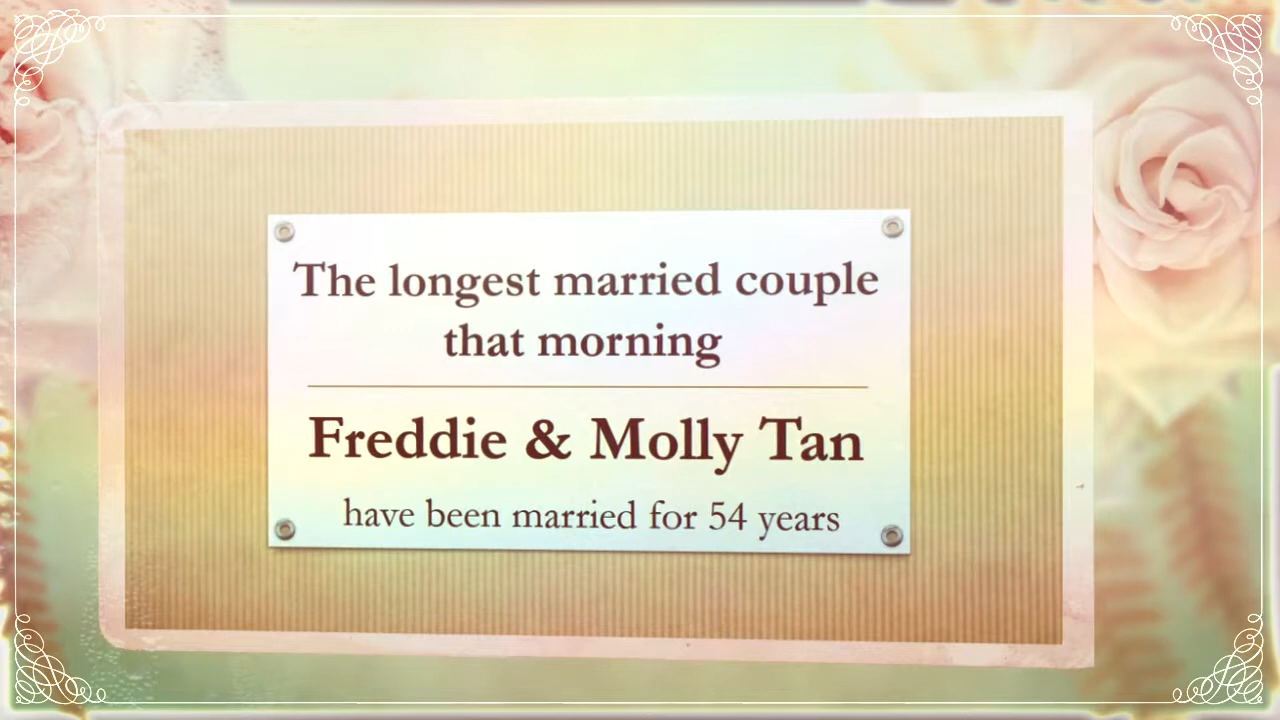 The longest married couple
that morning
Freddie & Molly Tan
have been married for 54 years